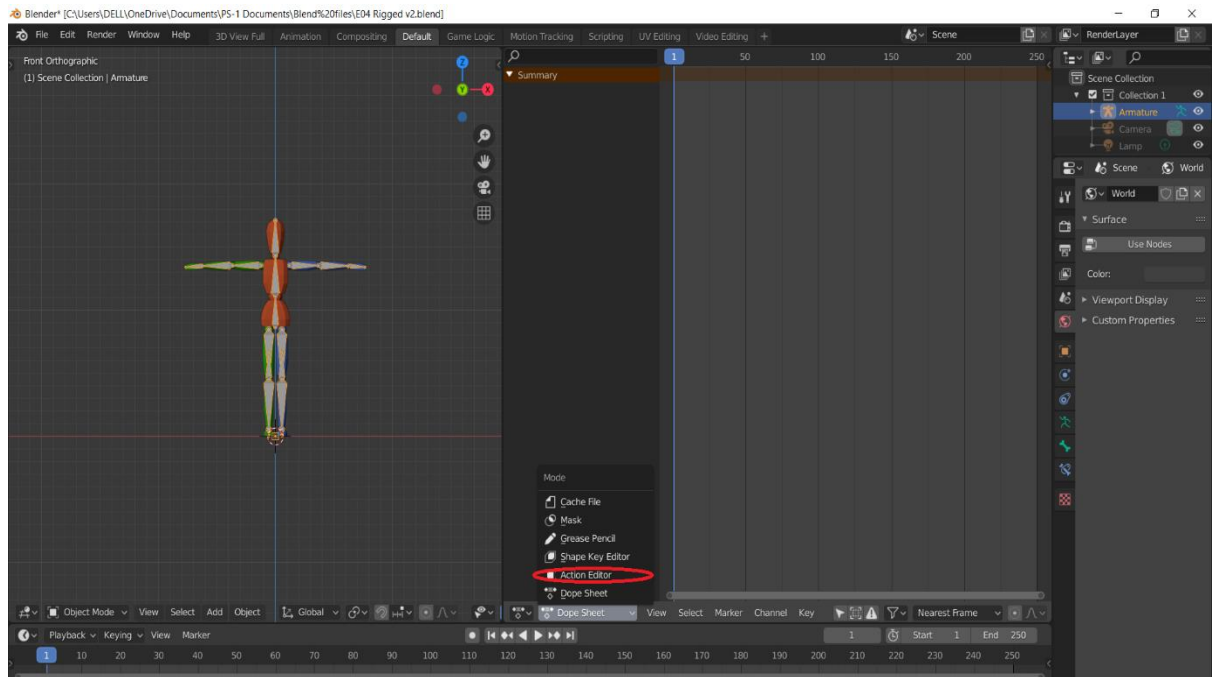 Blender* [C:\Users\DELL\OneDrive\Documents\PS-1 Documents\Blend%20files\E04 Rigged v2.blend]
File Edit Render Window Help 3D View Full Animation Compositing Default Game Logic Motion Tracking Scripting UV Editing Video Editing + Scene RenderLayer
Front Orthographic
(1) Scene Collection | Armature
Z
Y
X
Summary
1 50 100 150 200 250
Scene Collection
Collection 1
Armature
Camera
Lamp
Scene World
World
Surface
Use Nodes
Color:
Viewport Display
Custom Properties
Mode
Cache File
Mask
Grease Pencil
Shape Key Editor
Action Editor
Dope Sheet
Object Mode View Select Add Object Global Dope Sheet View Select Marker Channel Key Nearest Frame
Playback Keying View Marker 1 Start 1 End 250
1 10 20 30 40 50 60 70 80 90 100 110 120 130 140 150 160 170 180 190 200 210 220 230 240 250